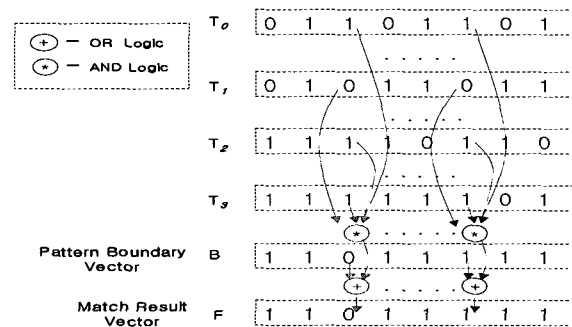 (+) — OR Logic
(*) — AND Logic
T₀ 0 1 1 0 1 1 0 1
. . . . .
T₁ 0 1 0 1 1 0 1 1
. . . . .
T₂ 1 1 1 1 0 1 1 0
. . . . .
T₃ 1 1 1 1 1 1 0 1
* . . . . . *
Pattern Boundary
Vector B 1 1 0 1 1 1 1 1
+ . . . . . +
Match Result
Vector F 1 1 0 1 1 1 1 1